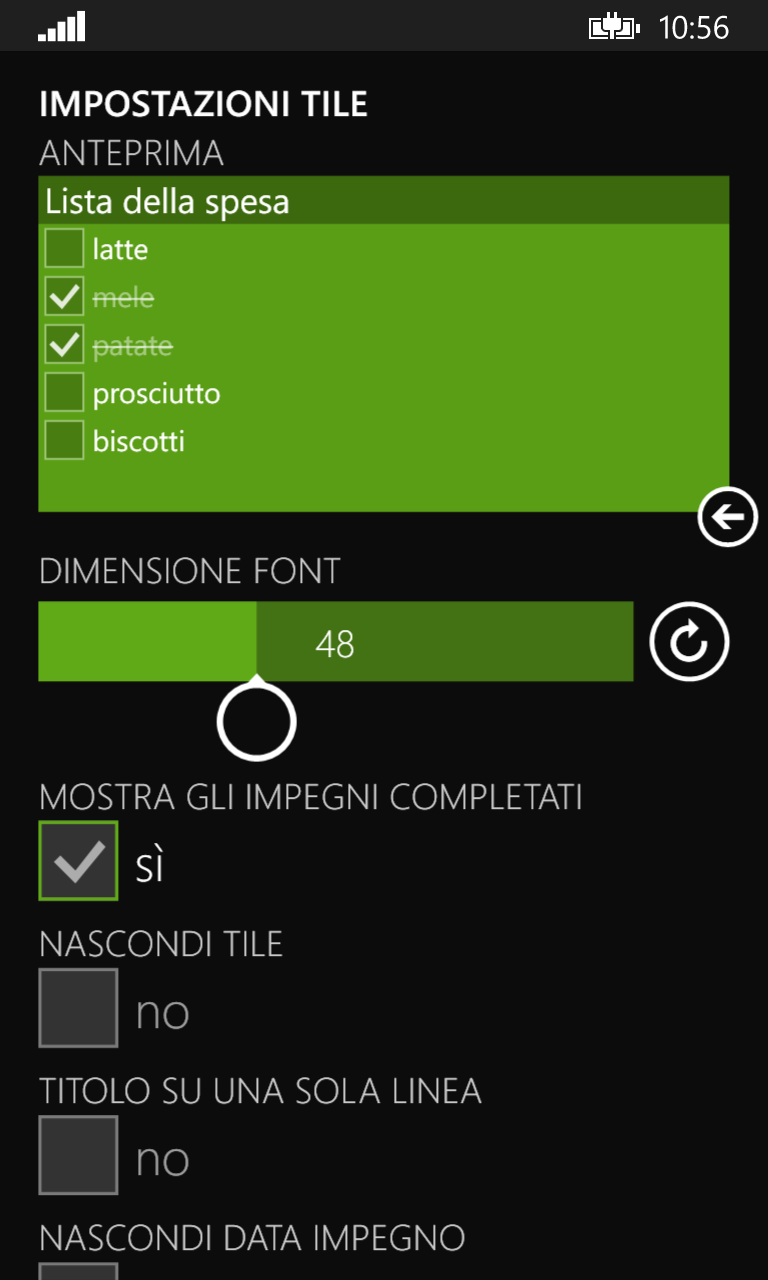 10:56
IMPOSTAZIONI TILE
ANTEPRIMA
Lista della spesa
latte
mele
patate
prosciutto
biscotti
DIMENSIONE FONT
48
MOSTRA GLI IMPEGNI COMPLETATI
sì
NASCONDI TILE
no
TITOLO SU UNA SOLA LINEA
no
NASCONDI DATA IMPEGNO